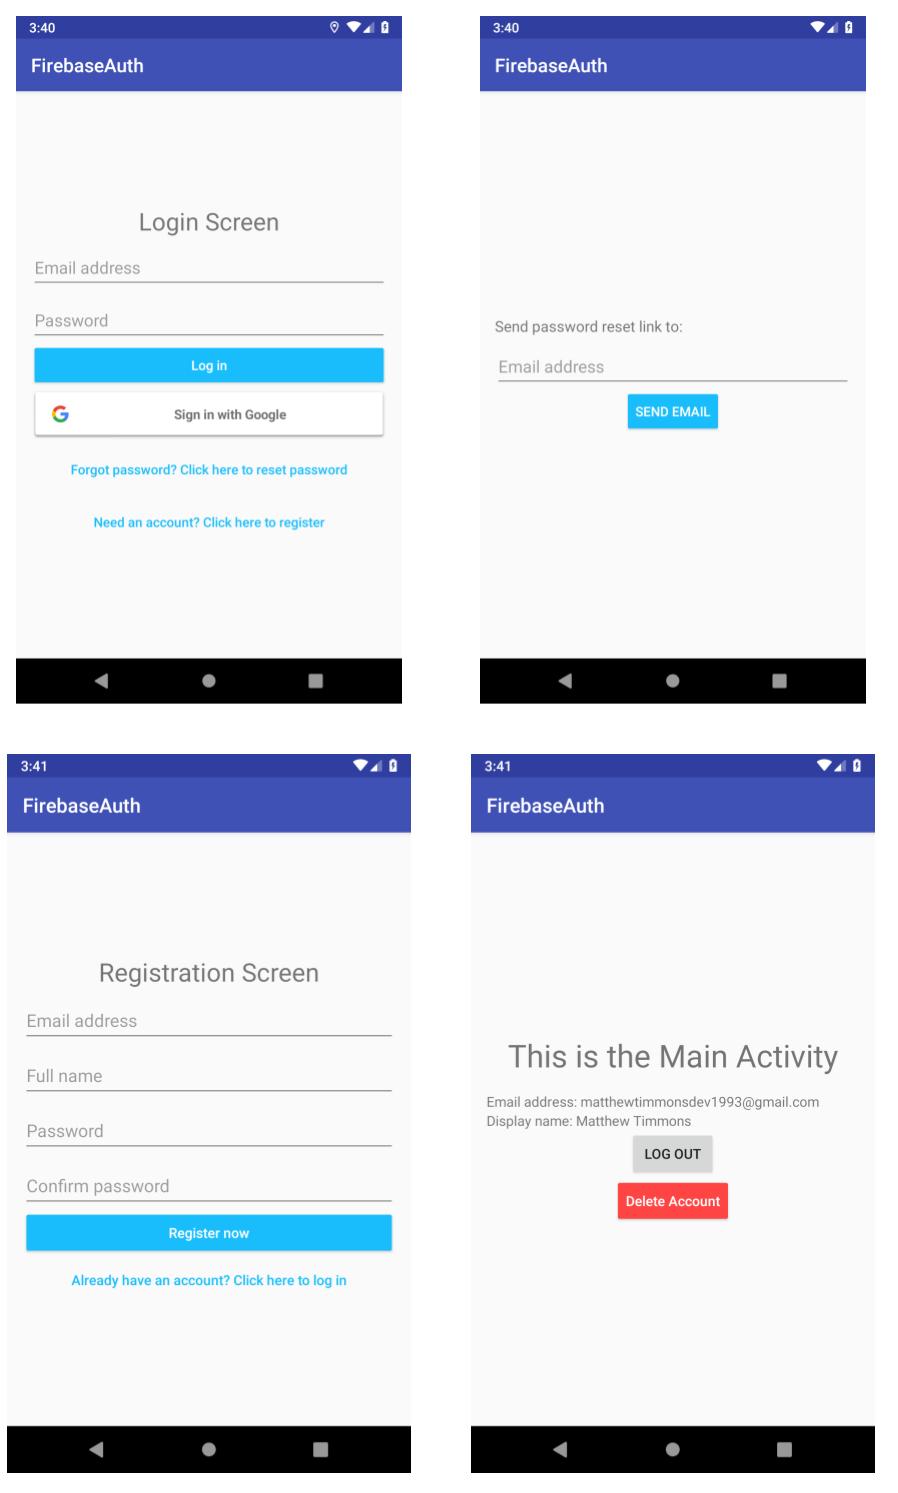 3:40
FirebaseAuth
Login Screen
Email address
Password
Log in
Sign in with Google
Forgot password? Click here to reset password
Need an account? Click here to register
3:40
FirebaseAuth
Send password reset link to:
Email address
SEND EMAIL
3:41
FirebaseAuth
Registration Screen
Email address
Full name
Password
Confirm password
Register now
Already have an account? Click here to log in
3:41
FirebaseAuth
This is the Main Activity
Email address: matthewtimmonsdev1993@gmail.com
Display name: Matthew Timmons
LOG OUT
Delete Account